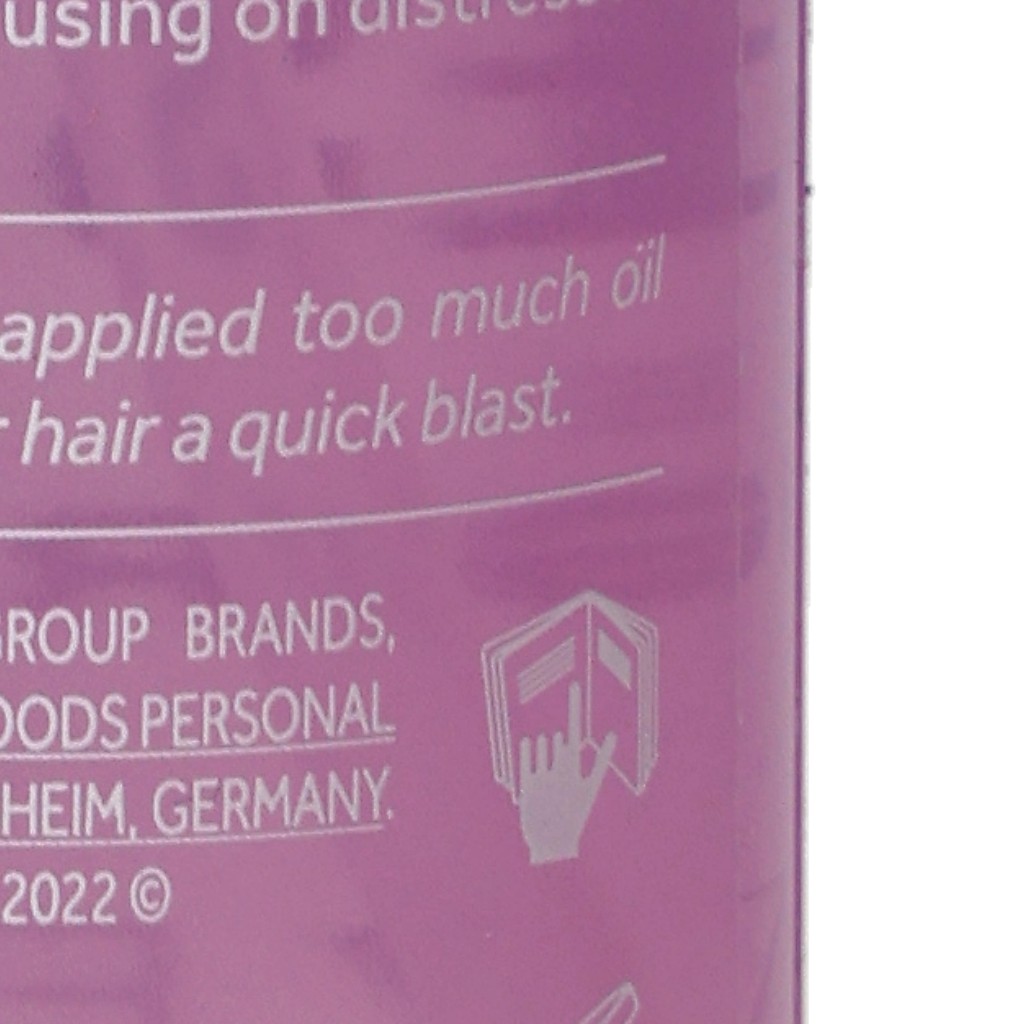 using on distress
applied too much oil
r hair a quick blast.
GROUP BRANDS,
OODS PERSONAL
HEIM, GERMANY.
2022 ©